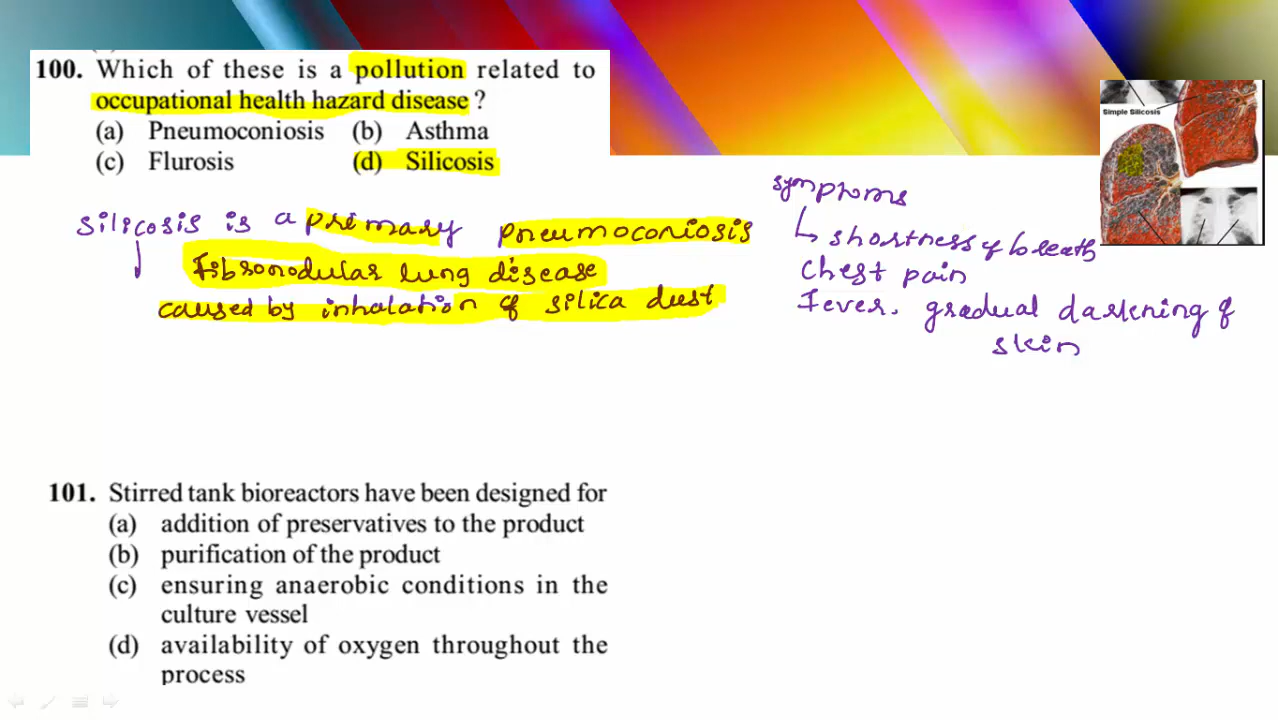 100. Which of these is a pollution related to
occupational health hazard disease ?
(a) Pneumoconiosis (b) Asthma
(c) Flurosis (d) Silicosis
Simple Silicosis
silicosis is a primary pneumoconiosis
Fibronodular lung disease
caused by inhalation of silica dust
symptoms
shortness of breath
chest pain
Fever. gradual darkening of
skin
101. Stirred tank bioreactors have been designed for
(a) addition of preservatives to the product
(b) purification of the product
(c) ensuring anaerobic conditions in the
culture vessel
(d) availability of oxygen throughout the
process